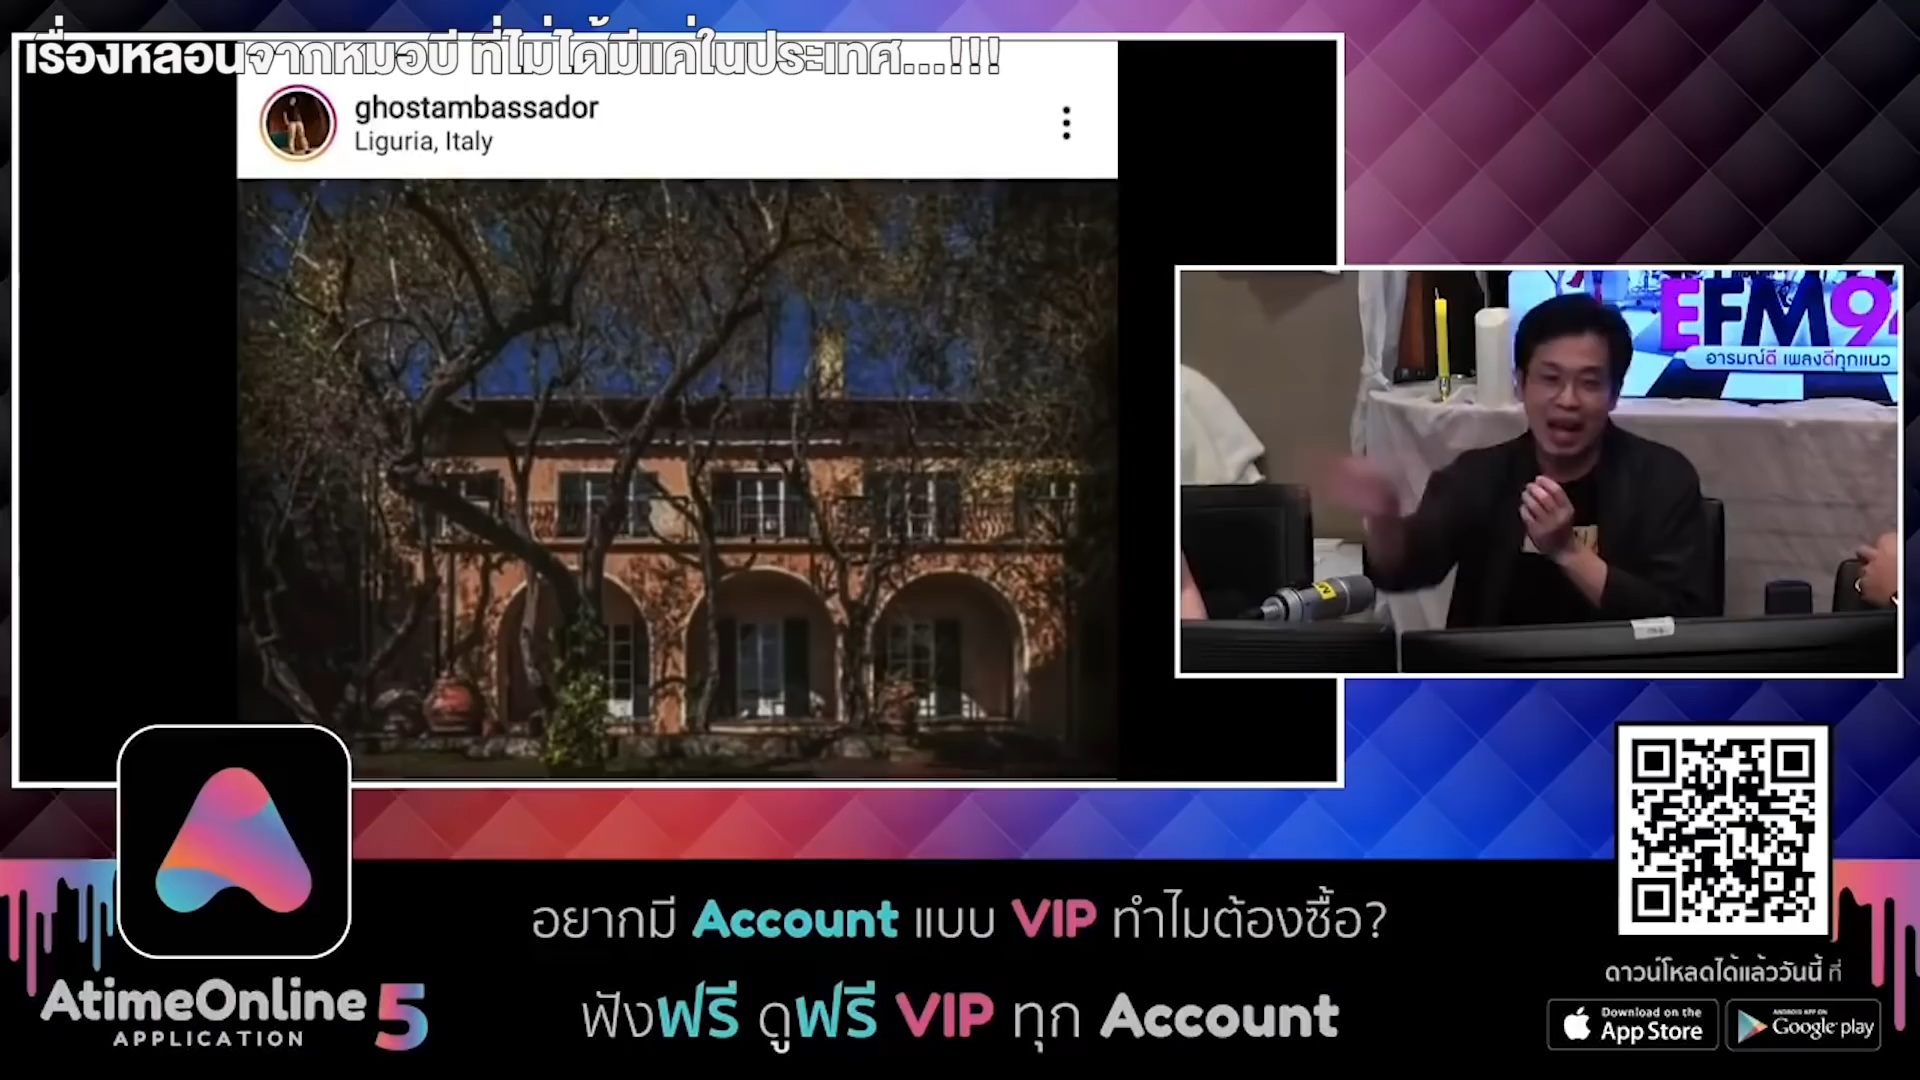 เรื่องหลอนจากหมอบี ที่ไม่ได้มีแค่ในประเทศ...!!!
ghostambassador
Liguria, Italy
EFM94
อารมณ์ดี เพลงดีทุกแนว
อยากมี Account แบบ VIP ทำไมต้องซื้อ?
ฟังฟรี ดูฟรี VIP ทุก Account
AtimeOnline 5
APPLICATION
ดาวน์โหลดได้แล้ววันนี้ ที่
Download on the
App Store
ANDROID APP ON
Google play